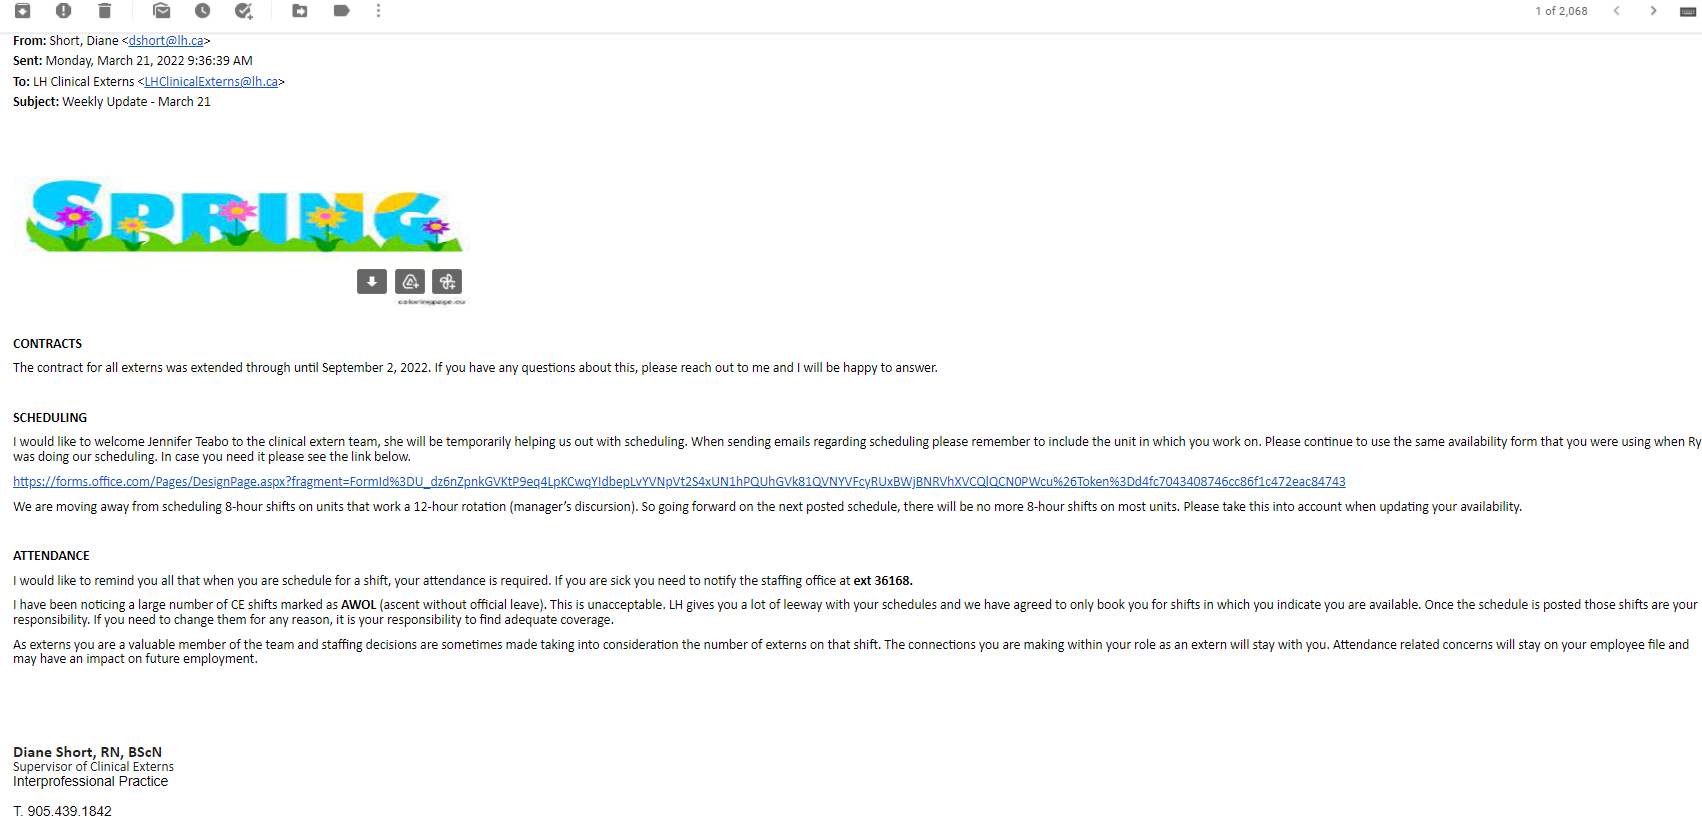 1 of 2,068
From: Short, Diane <dshort@lh.ca>
Sent: Monday, March 21, 2022 9:36:39 AM
To: LH Clinical Externs <LHClinicalExterns@lh.ca>
Subject: Weekly Update - March 21
SPRING
coloringpage.eu
CONTRACTS
The contract for all externs was extended through until September 2, 2022. If you have any questions about this, please reach out to me and I will be happy to answer.
SCHEDULING
I would like to welcome Jennifer Teabo to the clinical extern team, she will be temporarily helping us out with scheduling. When sending emails regarding scheduling please remember to include the unit in which you work on. Please continue to use the same availability form that you were using when Ry
was doing our scheduling. In case you need it please see the link below.
https://forms.office.com/Pages/DesignPage.aspx?fragment=FormId%3DU_dz6nZpnkGVKtP9eq4LpKCwqYIdbepLvYVNpVt2S4xUN1hPQUhGVk81QVNYVFcyRUxBWjBNRVhXVCQlQCN0PWcu%26Token%3Dd4fc7043408746cc86f1c472eac84743
We are moving away from scheduling 8-hour shifts on units that work a 12-hour rotation (manager's discursion). So going forward on the next posted schedule, there will be no more 8-hour shifts on most units. Please take this into account when updating your availability.
ATTENDANCE
I would like to remind you all that when you are schedule for a shift, your attendance is required. If you are sick you need to notify the staffing office at ext 36168.
I have been noticing a large number of CE shifts marked as AWOL (ascent without official leave). This is unacceptable. LH gives you a lot of leeway with your schedules and we have agreed to only book you for shifts in which you indicate you are available. Once the schedule is posted those shifts are your
responsibility. If you need to change them for any reason, it is your responsibility to find adequate coverage.
As externs you are a valuable member of the team and staffing decisions are sometimes made taking into consideration the number of externs on that shift. The connections you are making within your role as an extern will stay with you. Attendance related concerns will stay on your employee file and
may have an impact on future employment.
Diane Short, RN, BScN
Supervisor of Clinical Externs
Interprofessional Practice
T. 905.439.1842